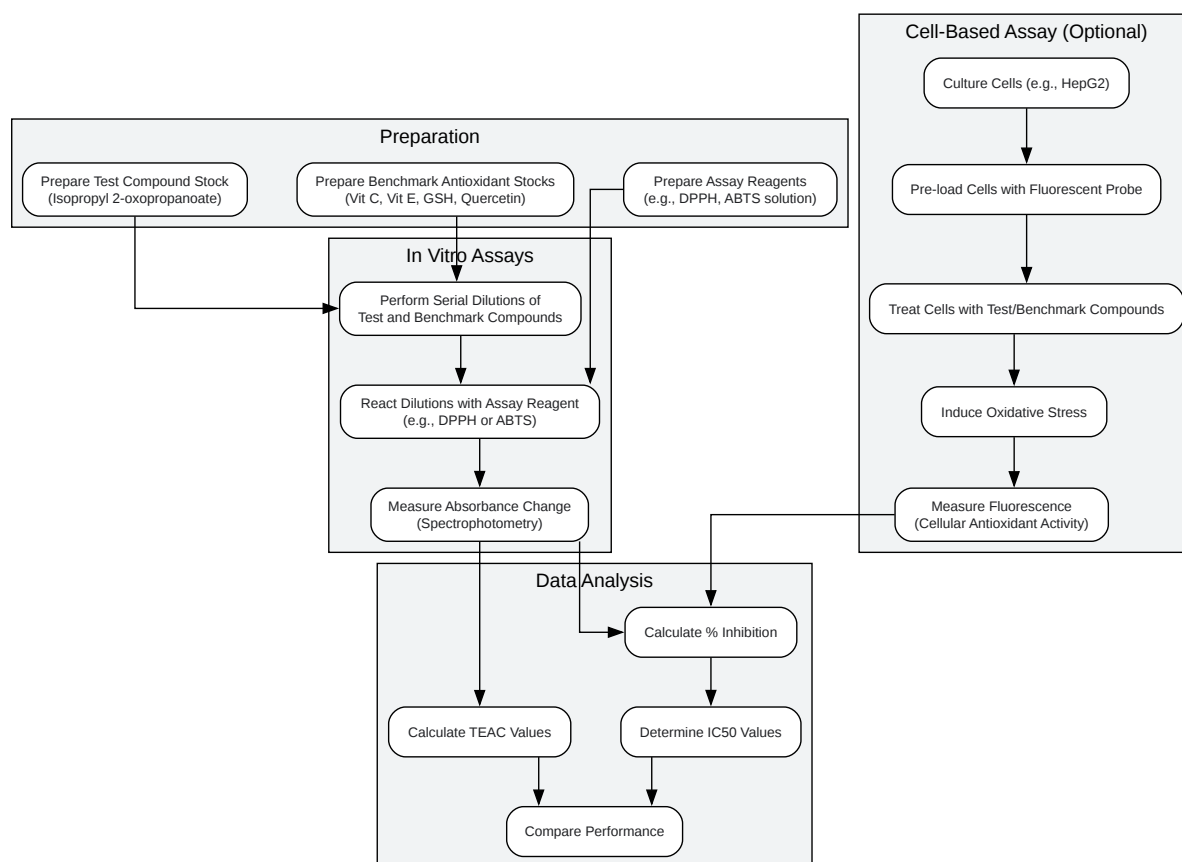 Preparation
Prepare Test Compound Stock
(Isopropyl 2-oxopropanoate)
Prepare Benchmark Antioxidant Stocks
(Vit C, Vit E, GSH, Quercetin)
Prepare Assay Reagents
(e.g., DPPH, ABTS solution)
In Vitro Assays
Perform Serial Dilutions of
Test and Benchmark Compounds
React Dilutions with Assay Reagent
(e.g., DPPH or ABTS)
Measure Absorbance Change
(Spectrophotometry)
Cell-Based Assay (Optional)
Culture Cells (e.g., HepG2)
Pre-load Cells with Fluorescent Probe
Treat Cells with Test/Benchmark Compounds
Induce Oxidative Stress
Measure Fluorescence
(Cellular Antioxidant Activity)
Data Analysis
Calculate % Inhibition
Calculate TEAC Values
Determine IC50 Values
Compare Performance